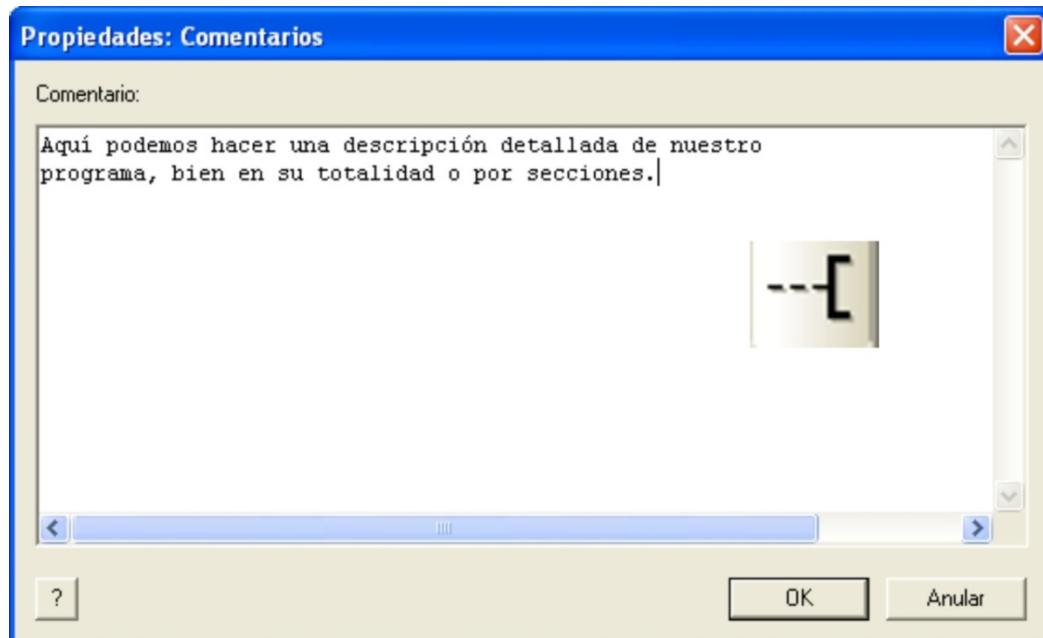 Propiedades: Comentarios
Comentario:
Aquí podemos hacer una descripción detallada de nuestro
programa, bien en su totalidad o por secciones.
?
OK
Anular